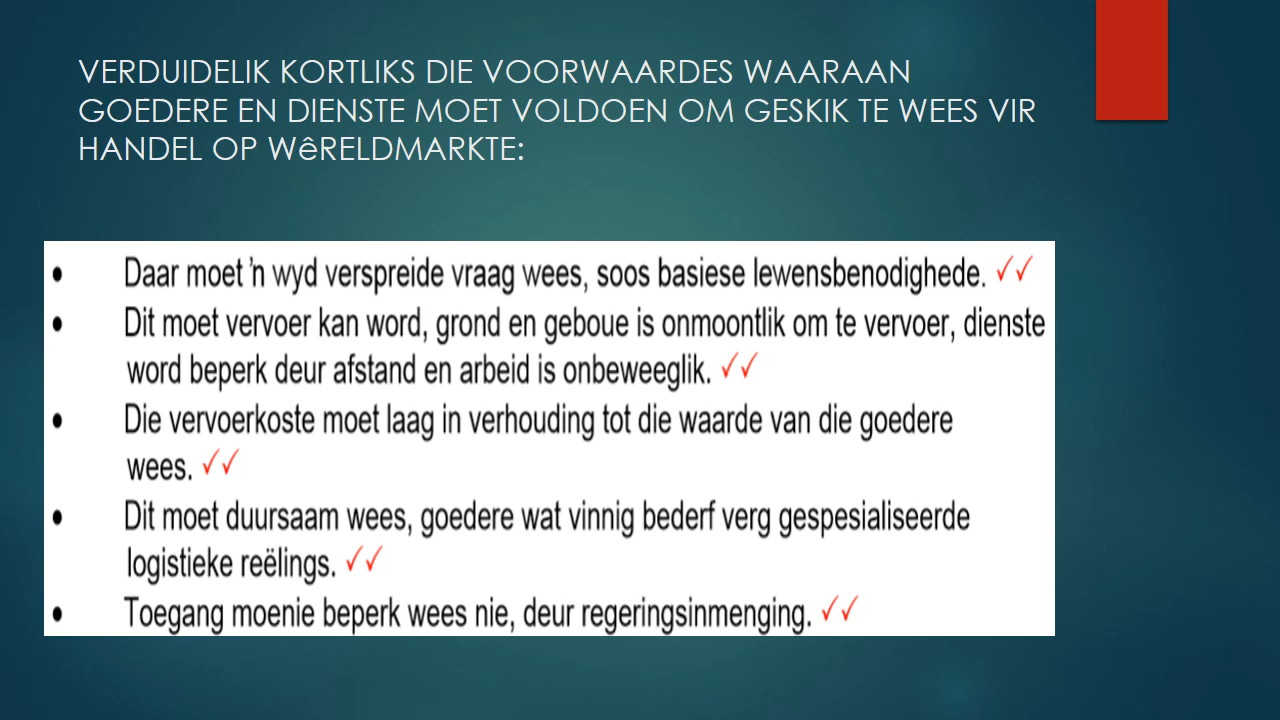 VERDUIDELIK KORTLIKS DIE VOORWAARDES WAARAAN
GOEDERE EN DIENSTE MOET VOLDOEN OM GESKIK TE WEES VIR
HANDEL OP WêRELDMARKTE:
• Daar moet 'n wyd verspreide vraag wees, soos basiese lewensbenodighede. ✓✓
• Dit moet vervoer kan word, grond en geboue is onmoontlik om te vervoer, dienste
word beperk deur afstand en arbeid is onbeweeglik. ✓✓
• Die vervoerkoste moet laag in verhouding tot die waarde van die goedere
wees. ✓✓
• Dit moet duursaam wees, goedere wat vinnig bederf verg gespesialiseerde
logistieke reëlings. ✓✓
• Toegang moenie beperk wees nie, deur regeringsinmenging. ✓✓